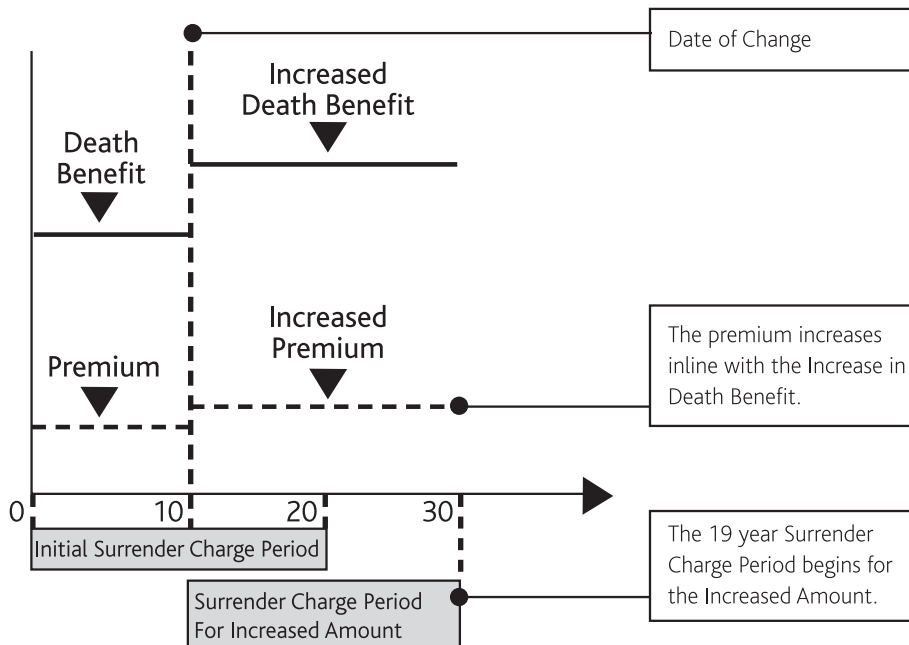 Date of Change
Increased
Death Benefit
Death
Benefit
Increased
Premium
Premium
The premium increases
inline with the Increase in
Death Benefit.
0 10 20 30
Initial Surrender Charge Period
The 19 year Surrender
Charge Period begins for
the Increased Amount.
Surrender Charge Period
For Increased Amount